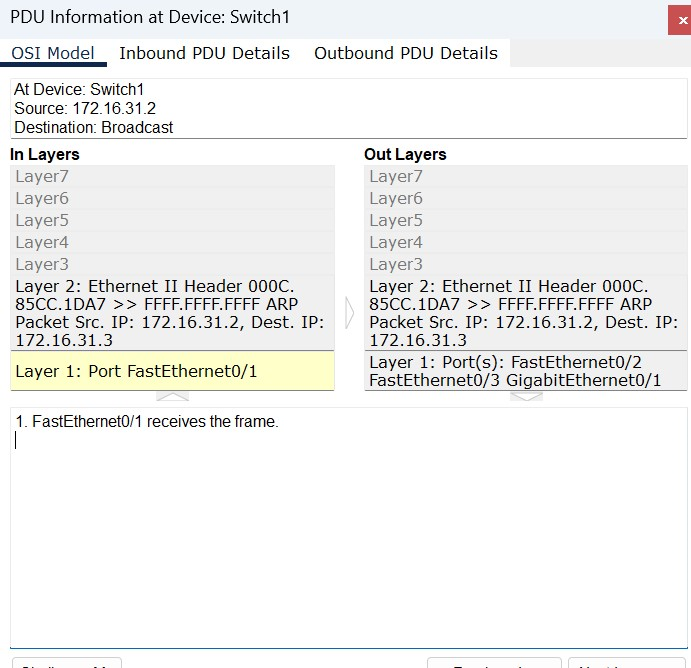 PDU Information at Device: Switch1
x
OSI Model Inbound PDU Details Outbound PDU Details
At Device: Switch1
Source: 172.16.31.2
Destination: Broadcast
In Layers
Layer7
Layer6
Layer5
Layer4
Layer3
Layer 2: Ethernet II Header 000C.
85CC.1DA7 >> FFFF.FFFF.FFFF ARP
Packet Src. IP: 172.16.31.2, Dest. IP:
172.16.31.3
Layer 1: Port FastEthernet0/1
Out Layers
Layer7
Layer6
Layer5
Layer4
Layer3
Layer 2: Ethernet II Header 000C.
85CC.1DA7 >> FFFF.FFFF.FFFF ARP
Packet Src. IP: 172.16.31.2, Dest. IP:
172.16.31.3
Layer 1: Port(s): FastEthernet0/2
FastEthernet0/3 GigabitEthernet0/1
1. FastEthernet0/1 receives the frame.